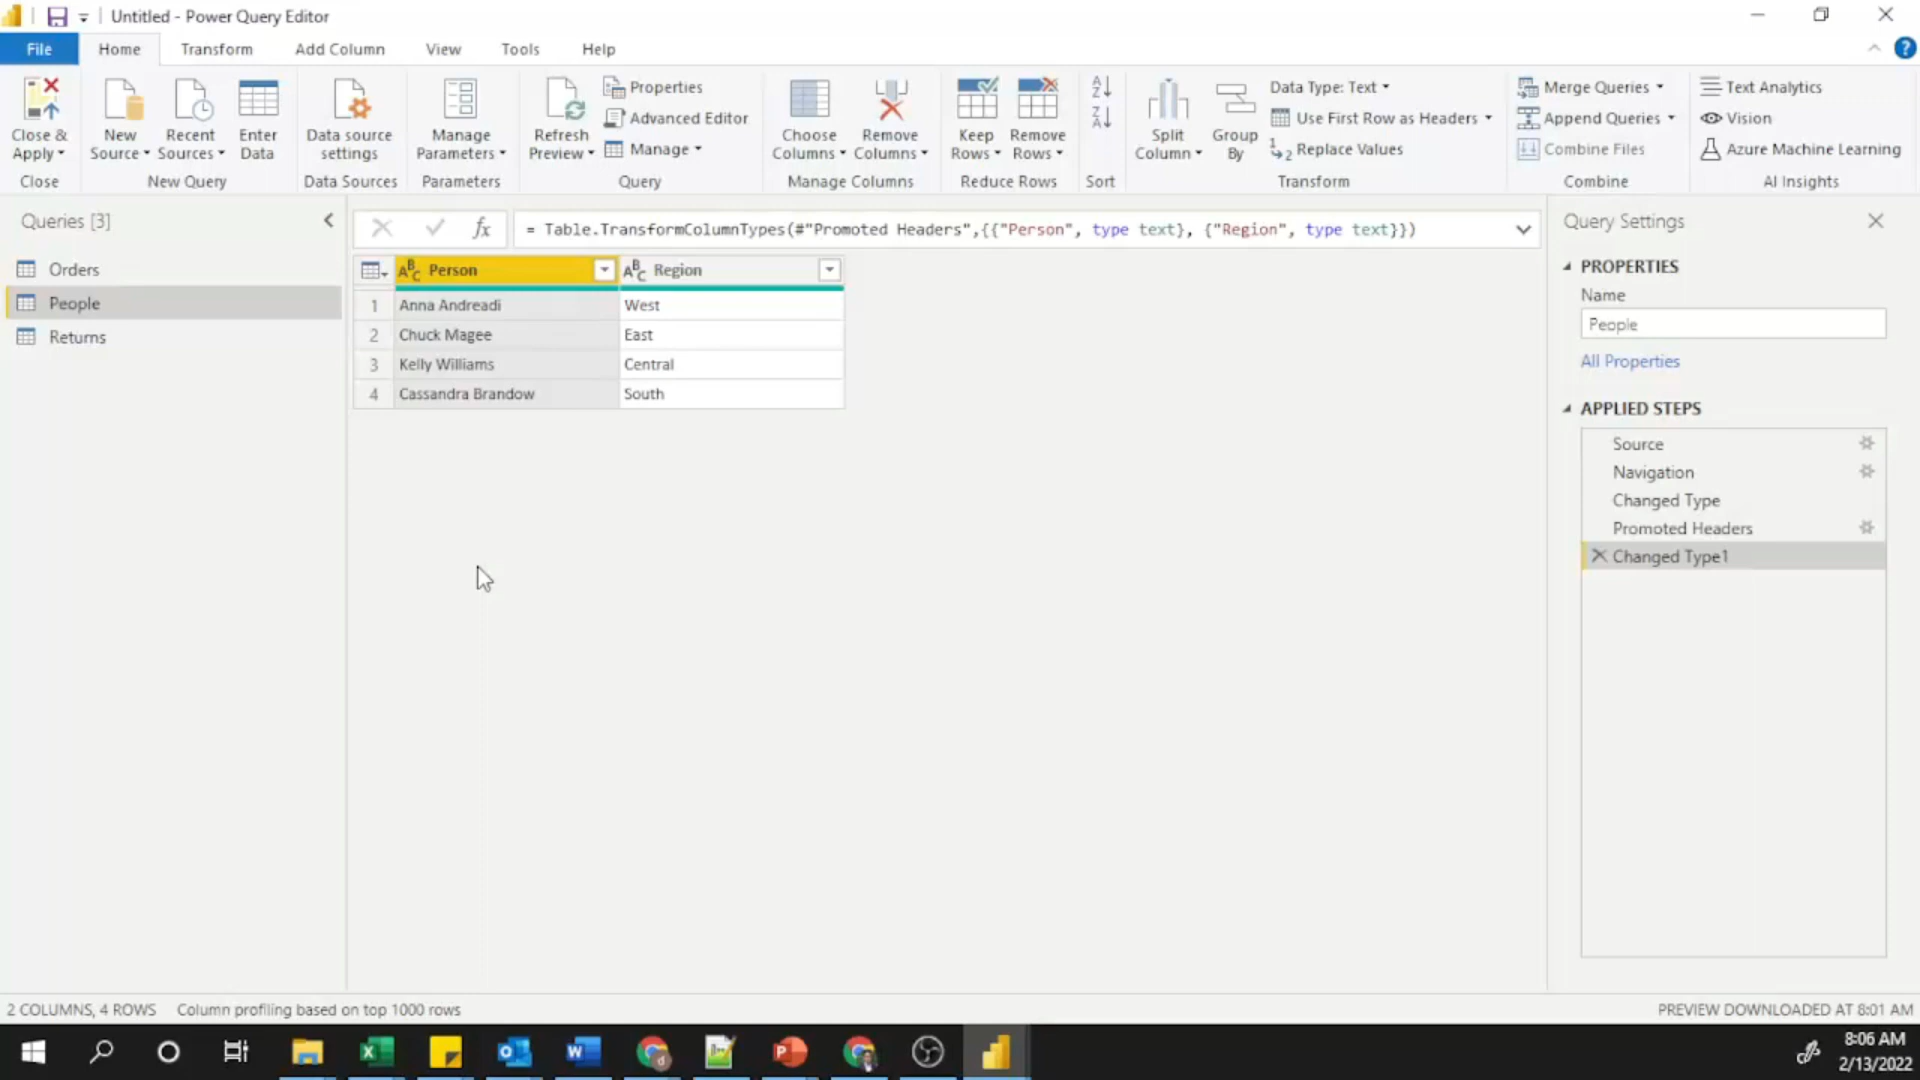 Untitled - Power Query Editor
File Home Transform Add Column View Tools Help
Close & Apply
Close
New Source
Recent Sources
Enter Data
New Query
Data source settings
Data Sources
Manage Parameters
Parameters
Refresh Preview
Properties
Advanced Editor
Manage
Query
Choose Columns
Remove Columns
Manage Columns
Keep Rows
Remove Rows
Reduce Rows
Sort
Split Column
Group By
Data Type: Text
Use First Row as Headers
Replace Values
Transform
Merge Queries
Append Queries
Combine Files
Combine
Text Analytics
Vision
Azure Machine Learning
AI Insights
Queries [3]
Orders
People
Returns
fx = Table.TransformColumnTypes(#"Promoted Headers",{{"Person", type text}, {"Region", type text}})
Person Region
1 Anna Andreadi West
2 Chuck Magee East
3 Kelly Williams Central
4 Cassandra Brandow South
Query Settings
PROPERTIES
Name
People
All Properties
APPLIED STEPS
Source
Navigation
Changed Type
Promoted Headers
Changed Type1
2 COLUMNS, 4 ROWS Column profiling based on top 1000 rows
PREVIEW DOWNLOADED AT 8:01 AM
8:06 AM
2/13/2022